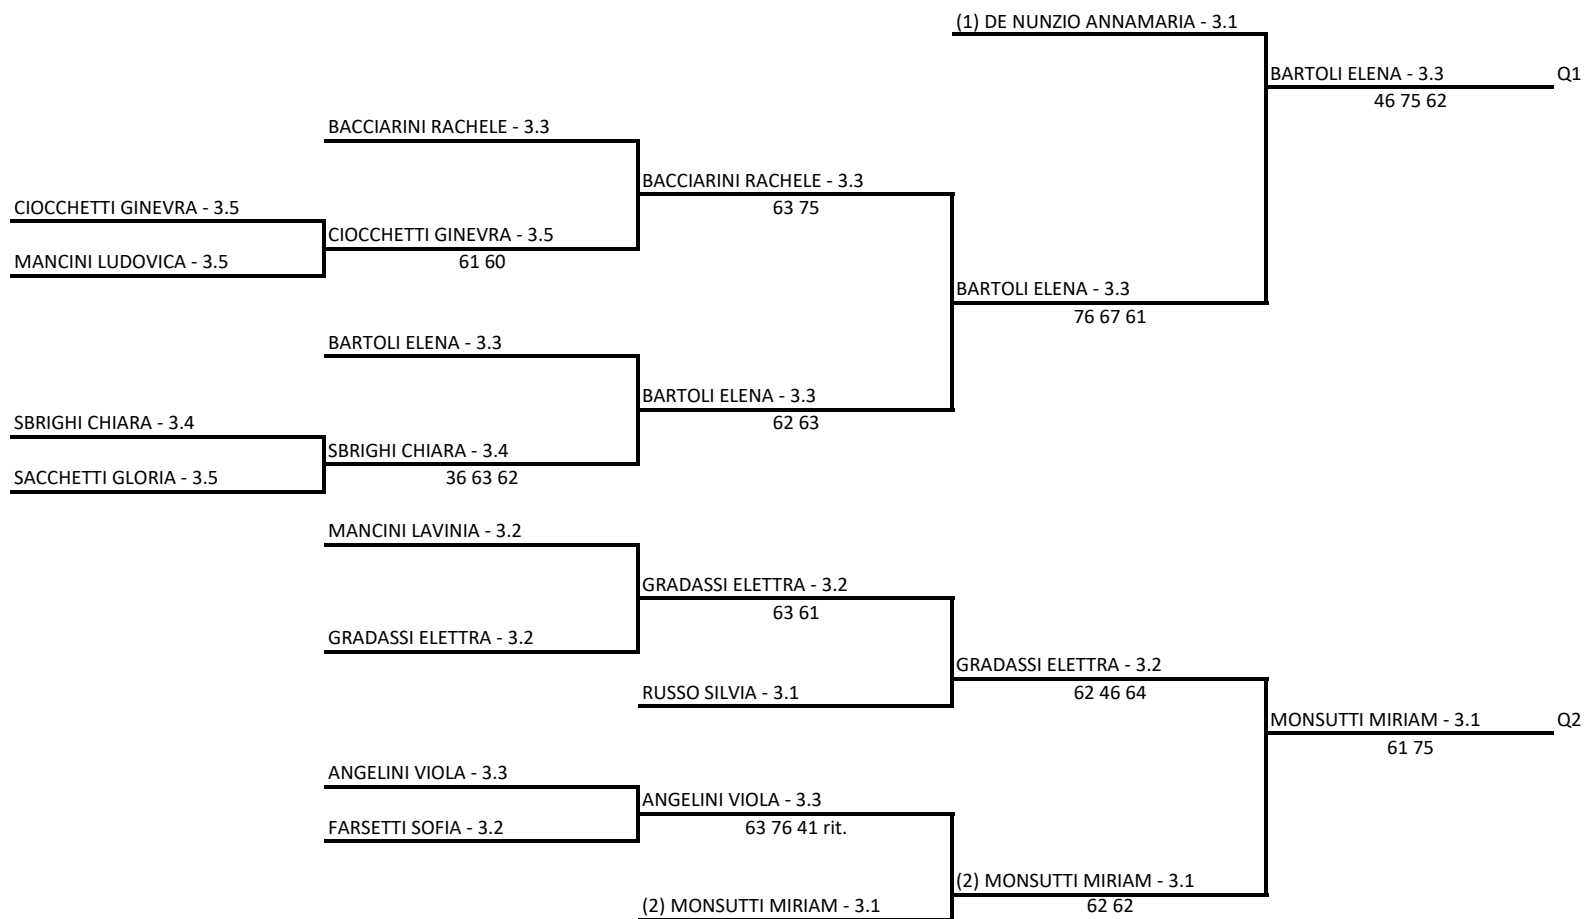 (1) DE NUNZIO ANNAMARIA - 3.1
BARTOLI ELENA - 3.3 Q1
46 75 62
BACCIARINI RACHELE - 3.3
BACCIARINI RACHELE - 3.3
63 75
CIOCCHETTI GINEVRA - 3.5
CIOCCHETTI GINEVRA - 3.5
61 60
MANCINI LUDOVICA - 3.5
BARTOLI ELENA - 3.3
76 67 61
BARTOLI ELENA - 3.3
BARTOLI ELENA - 3.3
62 63
SBRIGHI CHIARA - 3.4
SBRIGHI CHIARA - 3.4
36 63 62
SACCHETTI GLORIA - 3.5
MANCINI LAVINIA - 3.2
GRADASSI ELETTRA - 3.2
63 61
GRADASSI ELETTRA - 3.2
GRADASSI ELETTRA - 3.2
62 46 64
RUSSO SILVIA - 3.1
MONSUTTI MIRIAM - 3.1 Q2
61 75
ANGELINI VIOLA - 3.3
ANGELINI VIOLA - 3.3
63 76 41 rit.
FARSETTI SOFIA - 3.2
(2) MONSUTTI MIRIAM - 3.1
62 62
(2) MONSUTTI MIRIAM - 3.1